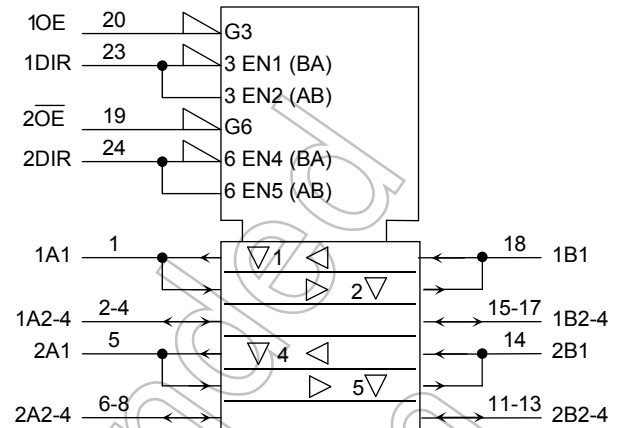 1OE 20 G3
1DIR 23 3 EN1 (BA)
3 EN2 (AB)
2OE 19 G6
2DIR 24 6 EN4 (BA)
6 EN5 (AB)
1A1 1 1 18 1B1
2
1A2-4 2-4 15-17 1B2-4
2A1 5 4 14 2B1
5
2A2-4 6-8 11-13 2B2-4